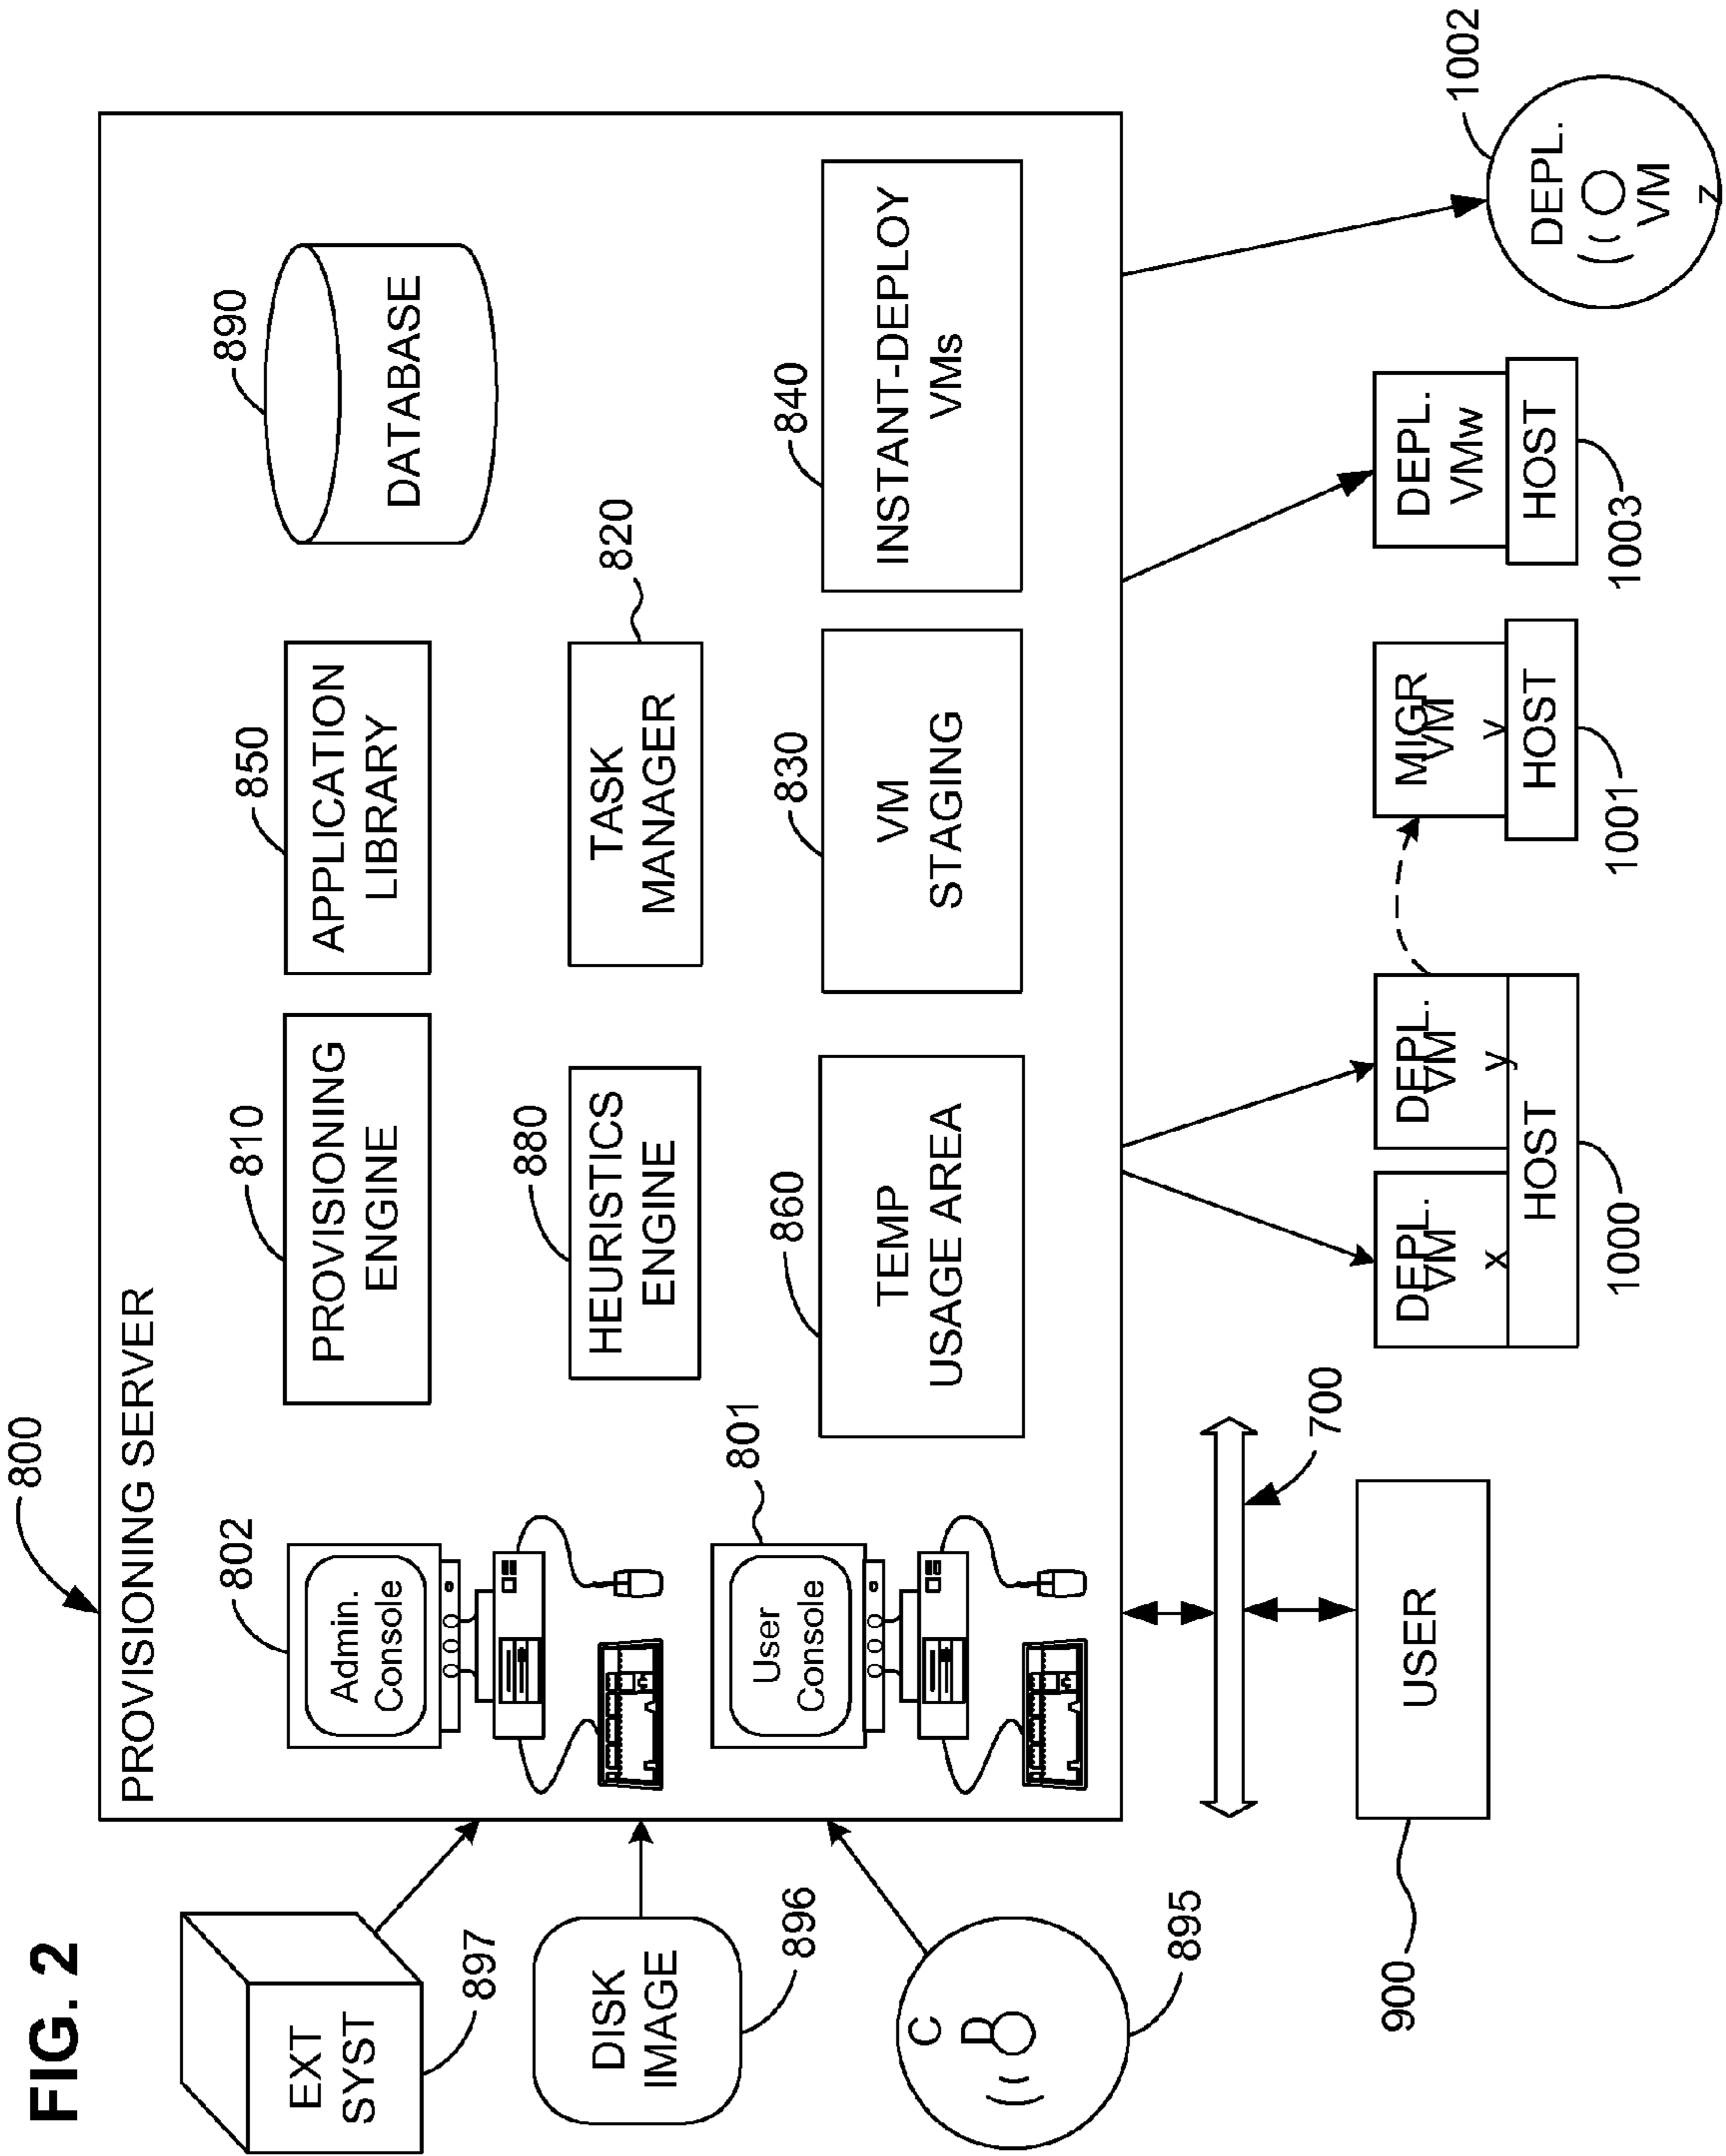 FIG. 2
800
PROVISIONING SERVER
EXT
SYST
897
DISK
IMAGE
896
C
D
895
802
Admin.
Console
801
User
Console
810
PROVISIONING
ENGINE
850
APPLICATION
LIBRARY
890
DATABASE
880
HEURISTICS
ENGINE
820
TASK
MANAGER
860
TEMP
USAGE AREA
830
VM
STAGING
840
INSTANT-DEPLOY
VMs
700
900
USER
DEPL.
VM
x
DEPL.
VM
y
HOST
1000
MIGR
VM
v
HOST
1001
DEPL.
VMw
HOST
1003
1002
DEPL.
VM
z